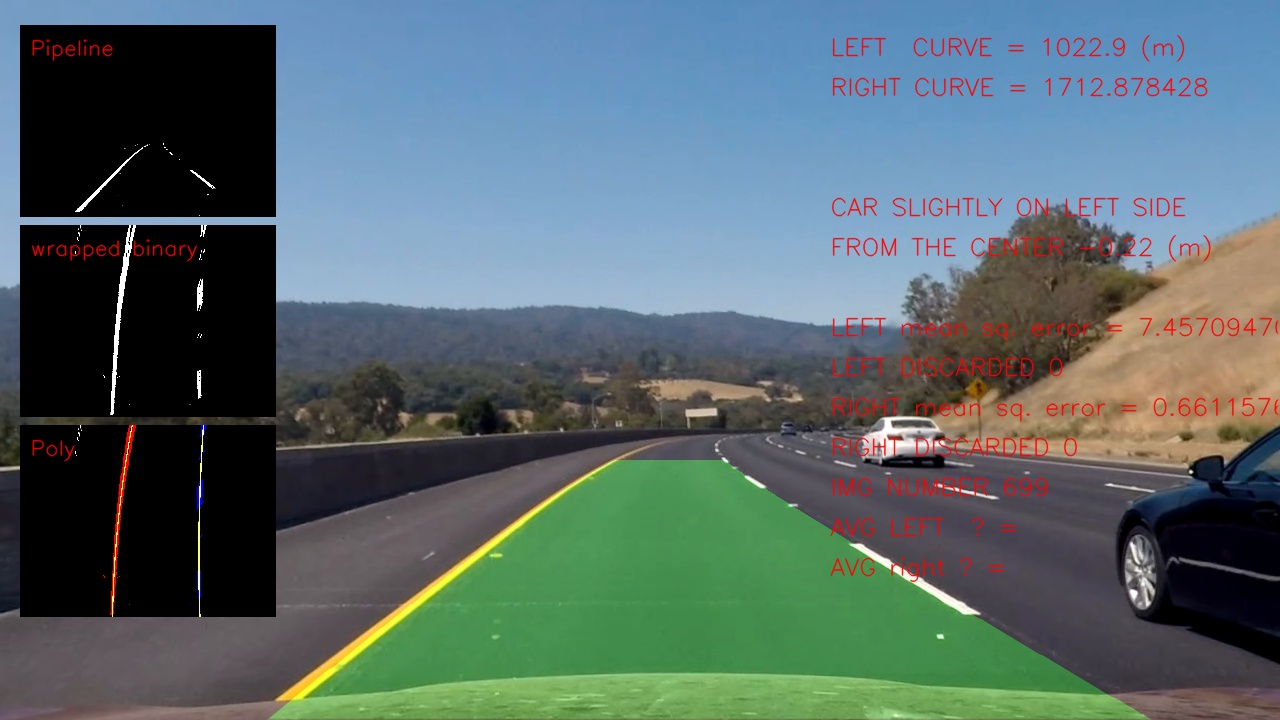 Pipeline
wrapped binary
Poly
LEFT CURVE = 1022.9 (m)
RIGHT CURVE = 1712.878428
CAR SLIGHTLY ON LEFT SIDE
FROM THE CENTER -0.22 (m)
LEFT mean sq. error = 7.4570947
LEFT DISCARDED 0
RIGHT mean sq. error = 0.6611576
RIGHT DISCARDED 0
IMG NUMBER 699
AVG LEFT ? =
AVG right ? =